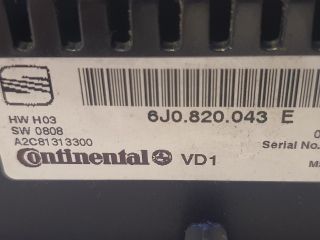 6J0.820.043 E
HW H03
SW 0808
A2C81313300
Serial No.
Continental VD1